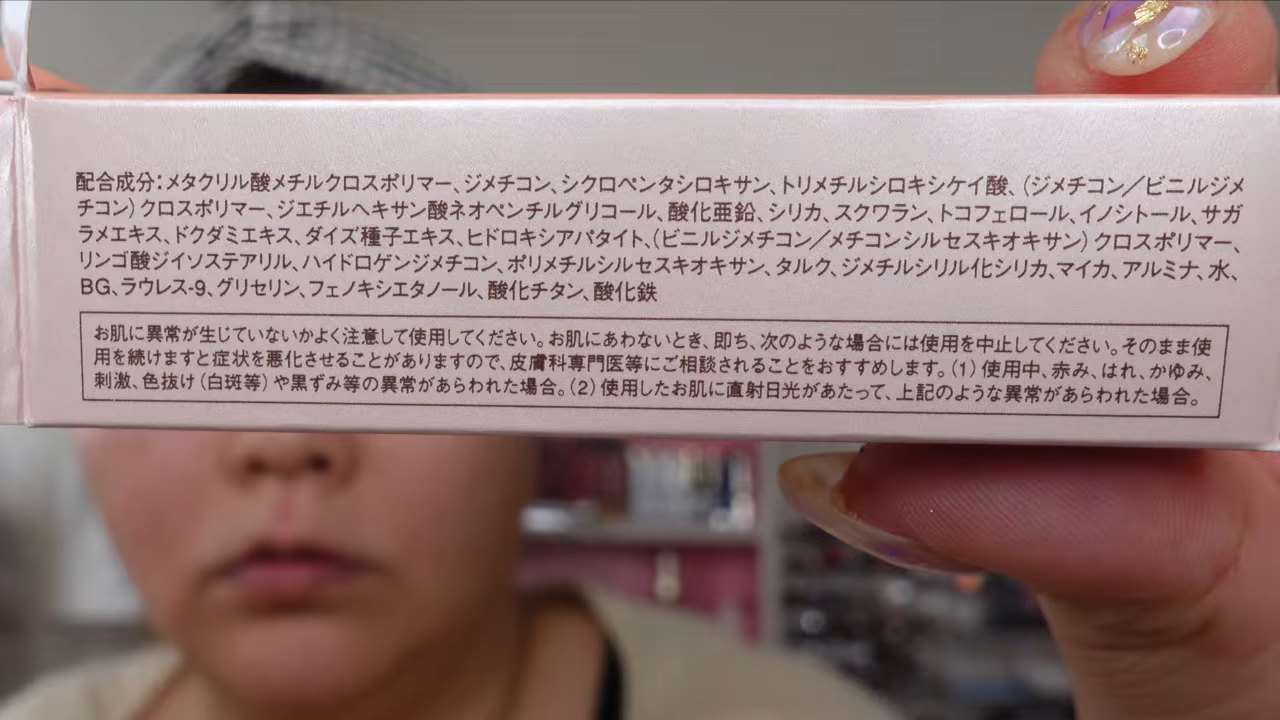 配合成分：メタクリル酸メチルクロスポリマー、ジメチコン、シクロペンタシロキサン、トリメチルシロキシケイ酸、（ジメチコン／ビニルジメ
チコン）クロスポリマー、ジエチルヘキサン酸ネオペンチルグリコール、酸化亜鉛、シリカ、スクワラン、トコフェロール、イノシトール、サガ
ラメエキス、ドクダミエキス、ダイズ種子エキス、ヒドロキシアパタイト、（ビニルジメチコン／メチコンシルセスキオキサン）クロスポリマー、
リンゴ酸ジイソステアリル、ハイドロゲンジメチコン、ポリメチルシルセスキオキサン、タルク、ジメチルシリル化シリカ、マイカ、アルミナ、水、
BG、ラウレス-9、グリセリン、フェノキシエタノール、酸化チタン、酸化鉄
お肌に異常が生じていないかよく注意して使用してください。お肌にあわないとき、即ち、次のような場合には使用を中止してください。そのまま使
用を続けますと症状を悪化させることがありますので、皮膚科専門医等にご相談されることをおすすめします。（1）使用中、赤み、はれ、かゆみ、
刺激、色抜け（白斑等）や黒ずみ等の異常があらわれた場合。（2）使用したお肌に直射日光があたって、上記のような異常があらわれた場合。